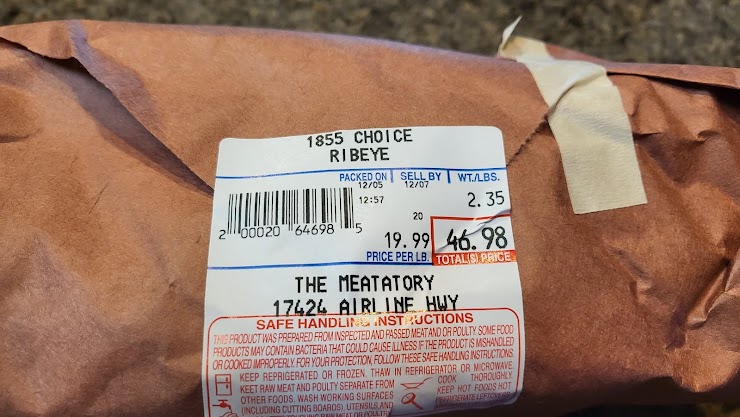 1855 CHOICE
RIBEYE
PACKED ON SELL BY WT./LBS.
12/05 12/07
12:57 2.35
20
2 00020 64698 5
19.99 46.98
PRICE PER LB. TOTAL(S) PRICE
THE MEATATORY
17424 AIRLINE HWY
SAFE HANDLING INSTRUCTIONS
THIS PRODUCT WAS PREPARED FROM INSPECTED AND PASSED MEAT AND OR POULTY. SOME FOOD
PRODUCTS MAY CONTAIN BACTERIA THAT COULD CAUSE ILLNESS IF THE PRODUCT IS MISHANDLED
OR COOKED IMPROPERLY. FOR YOUR PROTECTION, FOLLOW THESE SAFE HANDLING INSTRUCTIONS.
KEEP REPRIGERATED OR FROZEN. THAW IN REFRIGERATOR OR MICROWAVE.
KEET RAW MEAT AND POULTY SEPARATE FROM COOK THOROUGHLY.
OTHER FOODS. WASH WORKING SURFACES KEEP HOT FOODS HOT
(INCLUDING CUTTING BOARDS) UTENSILS AND